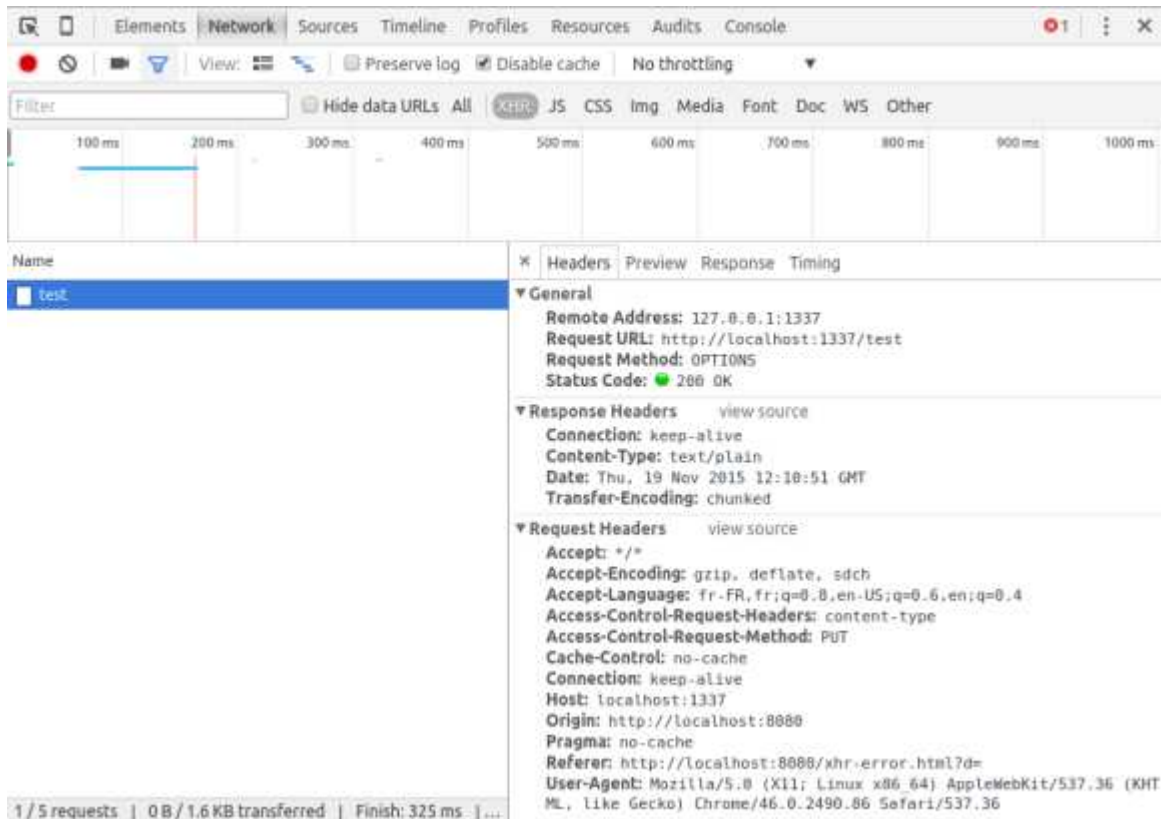 Elements Network Sources Timeline Profiles Resources Audits Console 1
View: Preserve log Disable cache No throttling
Filter Hide data URLs All XHR JS CSS Img Media Font Doc WS Other
100 ms 200 ms 300 ms 400 ms 500 ms 600 ms 700 ms 800 ms 900 ms 1000 ms
Name
test
Headers Preview Response Timing
General
Remote Address: 127.0.0.1:1337
Request URL: http://localhost:1337/test
Request Method: OPTIONS
Status Code: 200 OK
Response Headers view source
Connection: keep-alive
Content-Type: text/plain
Date: Thu, 19 Nov 2015 12:10:51 GMT
Transfer-Encoding: chunked
Request Headers view source
Accept: */*
Accept-Encoding: gzip, deflate, sdch
Accept-Language: fr-FR,fr;q=0.8,en-US;q=0.6,en;q=0.4
Access-Control-Request-Headers: content-type
Access-Control-Request-Method: PUT
Cache-Control: no-cache
Connection: keep-alive
Host: localhost:1337
Origin: http://localhost:8080
Pragma: no-cache
Referer: http://localhost:8080/xhr-error.html?d=
User-Agent: Mozilla/5.0 (X11; Linux x86_64) AppleWebKit/537.36 (KHT
ML, like Gecko) Chrome/46.0.2490.86 Safari/537.36
1 / 5 requests | 0 B / 1.6 KB transferred | Finish: 325 ms | ...